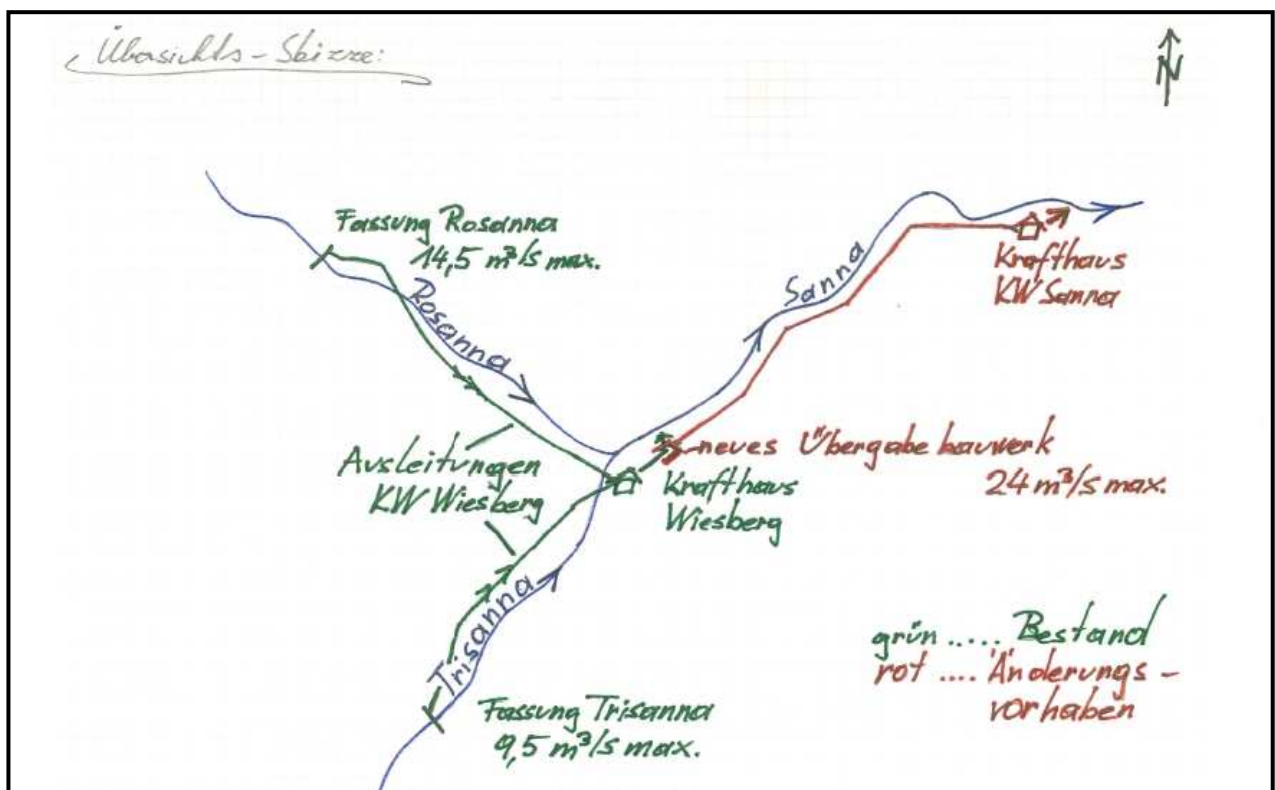 Übersichts-Skizze:
N
Fassung Rosanna
14,5 m³/s max.
Rosanna
Sanna
Krafthaus
KW Sanna
Ausleitungen
KW Wiesberg
neues Übergabebauwerk
24 m³/s max.
Krafthaus
Wiesberg
Trisanna
Fassung Trisanna
9,5 m³/s max.
grün ..... Bestand
rot .... Änderungs-
vorhaben